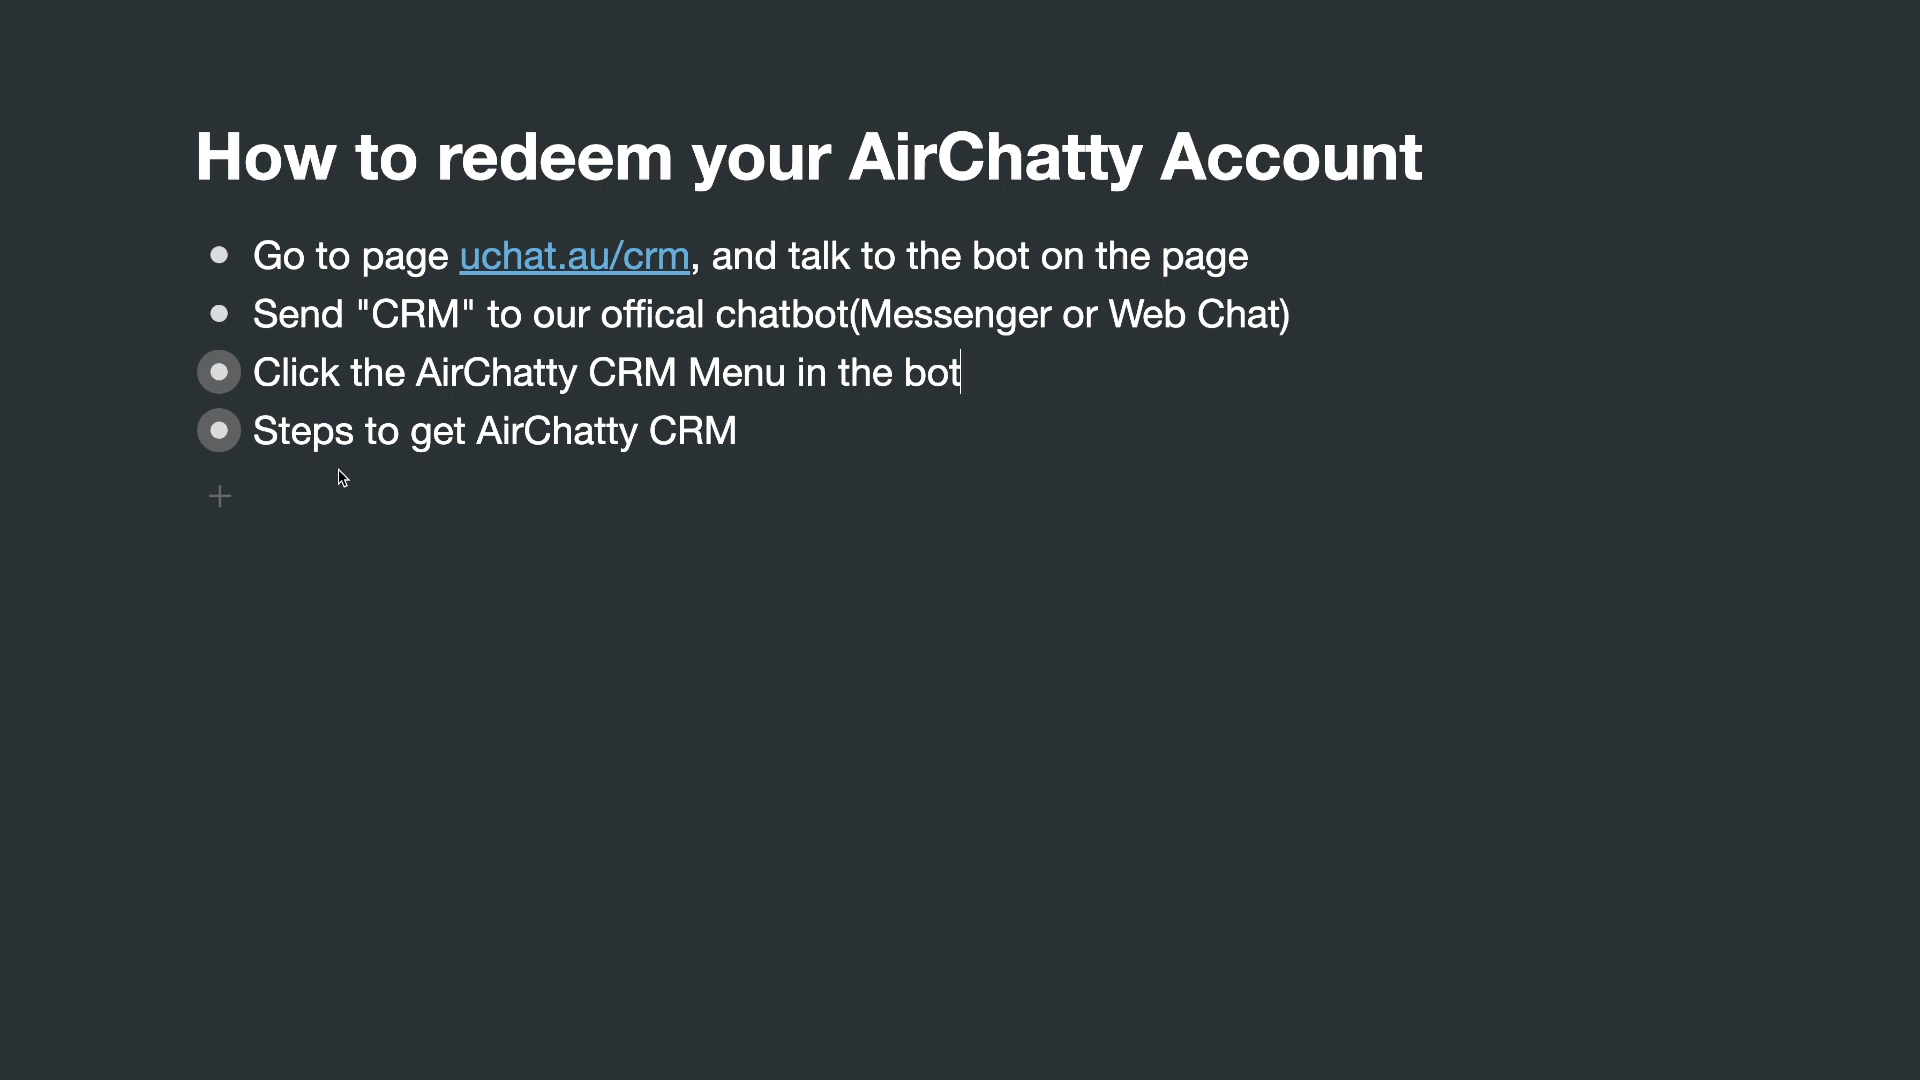 How to redeem your AirChatty Account
Go to page uchat.au/crm, and talk to the bot on the page
Send "CRM" to our offical chatbot(Messenger or Web Chat)
Click the AirChatty CRM Menu in the bot
Steps to get AirChatty CRM